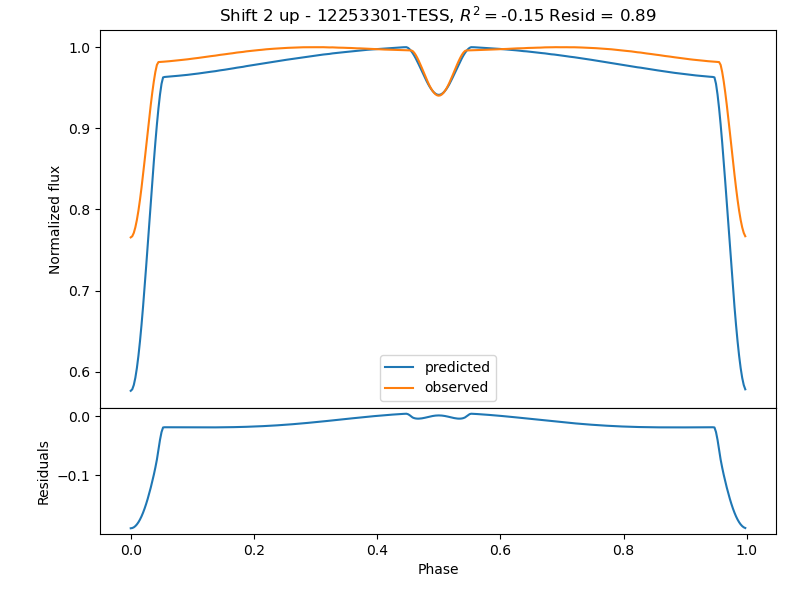 Shift 2 up - 12253301-TESS, R² = -0.15 Resid = 0.89
1.0
0.9
0.8
0.7
0.6
Normalized flux
predicted
observed
0.0
−0.1
Residuals
0.0 0.2 0.4 0.6 0.8 1.0
Phase